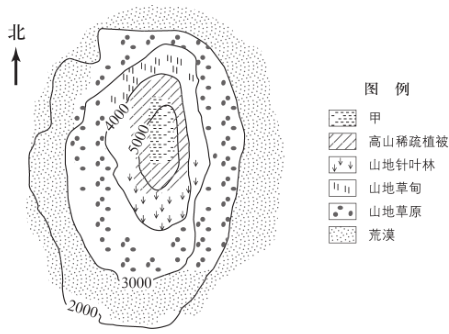 北
4000
5000
3000
2000
图 例
甲
高山稀疏植被
山地针叶林
山地草甸
山地草原
荒漠